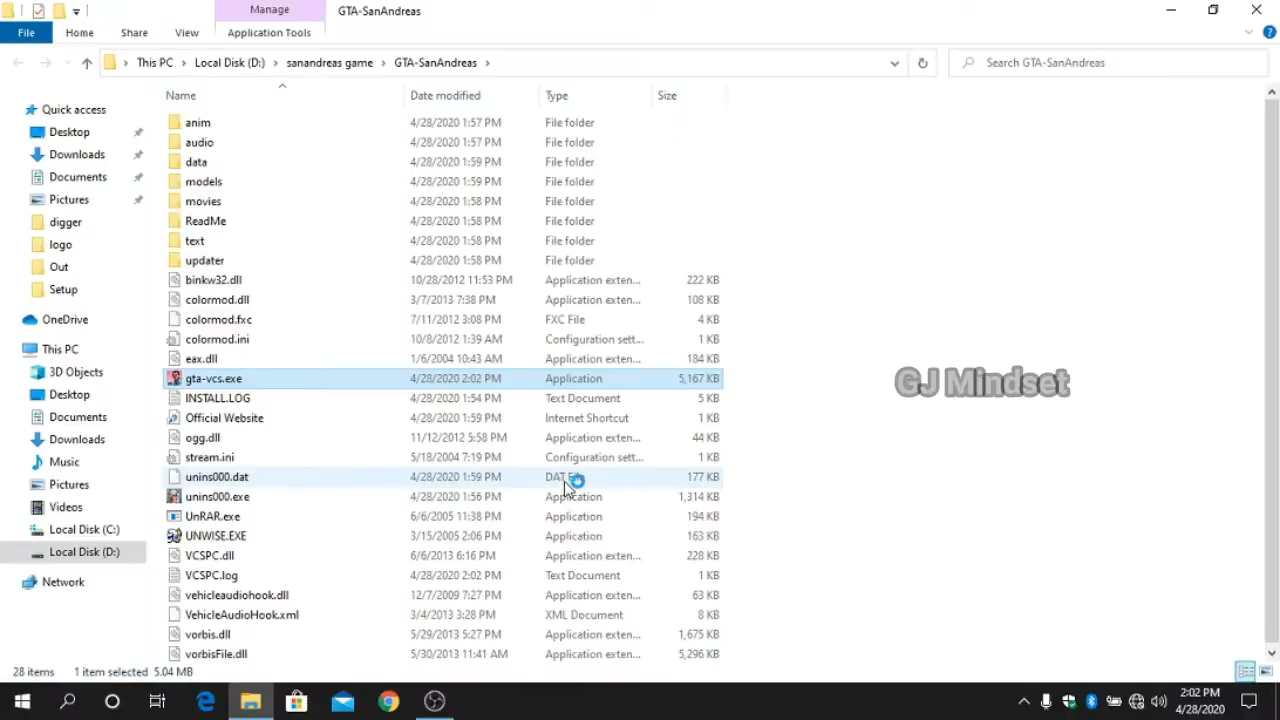 Manage
GTA-SanAndreas
File
Home
Share
View
Application Tools
This PC
Local Disk (D:)
sanandreas game
GTA-SanAndreas
Search GTA-SanAndreas
Name
Date modified
Type
Size
Quick access
Desktop
Downloads
Documents
Pictures
digger
logo
Out
Setup
OneDrive
This PC
3D Objects
Desktop
Documents
Downloads
Music
Pictures
Videos
Local Disk (C:)
Local Disk (D:)
Network
anim 4/28/2020 1:57 PM File folder
audio 4/28/2020 1:57 PM File folder
data 4/28/2020 1:59 PM File folder
models 4/28/2020 1:59 PM File folder
movies 4/28/2020 1:58 PM File folder
ReadMe 4/28/2020 1:58 PM File folder
text 4/28/2020 1:58 PM File folder
updater 4/28/2020 1:58 PM File folder
binkw32.dll 10/28/2012 11:53 PM Application exten... 222 KB
colormod.dll 3/7/2013 7:38 PM Application exten... 108 KB
colormod.fxc 7/11/2012 3:08 PM FXC File 4 KB
colormod.ini 10/8/2012 1:39 AM Configuration sett... 1 KB
eax.dll 1/6/2004 10:43 AM Application exten... 184 KB
gta-vcs.exe 4/28/2020 2:02 PM Application 5,167 KB
INSTALL.LOG 4/28/2020 1:54 PM Text Document 5 KB
Official Website 4/28/2020 1:59 PM Internet Shortcut 1 KB
ogg.dll 11/12/2012 5:58 PM Application exten... 44 KB
stream.ini 5/18/2004 7:19 PM Configuration sett... 1 KB
unins000.dat 4/28/2020 1:59 PM DAT 177 KB
unins000.exe 4/28/2020 1:56 PM Application 1,314 KB
UnRAR.exe 6/6/2005 11:38 PM Application 194 KB
UNWISE.EXE 3/15/2005 2:06 PM Application 163 KB
VCSPC.dll 6/6/2013 6:16 PM Application exten... 228 KB
VCSPC.log 4/28/2020 2:02 PM Text Document 1 KB
vehicleaudiohook.dll 12/7/2009 7:27 PM Application exten... 63 KB
VehicleAudioHook.xml 3/4/2013 3:28 PM XML Document 8 KB
vorbis.dll 5/29/2013 5:27 PM Application exten... 1,675 KB
vorbisFile.dll 5/30/2013 11:41 AM Application exten... 5,296 KB
GJ Mindset
28 items
1 item selected 5.04 MB
2:02 PM
4/28/2020